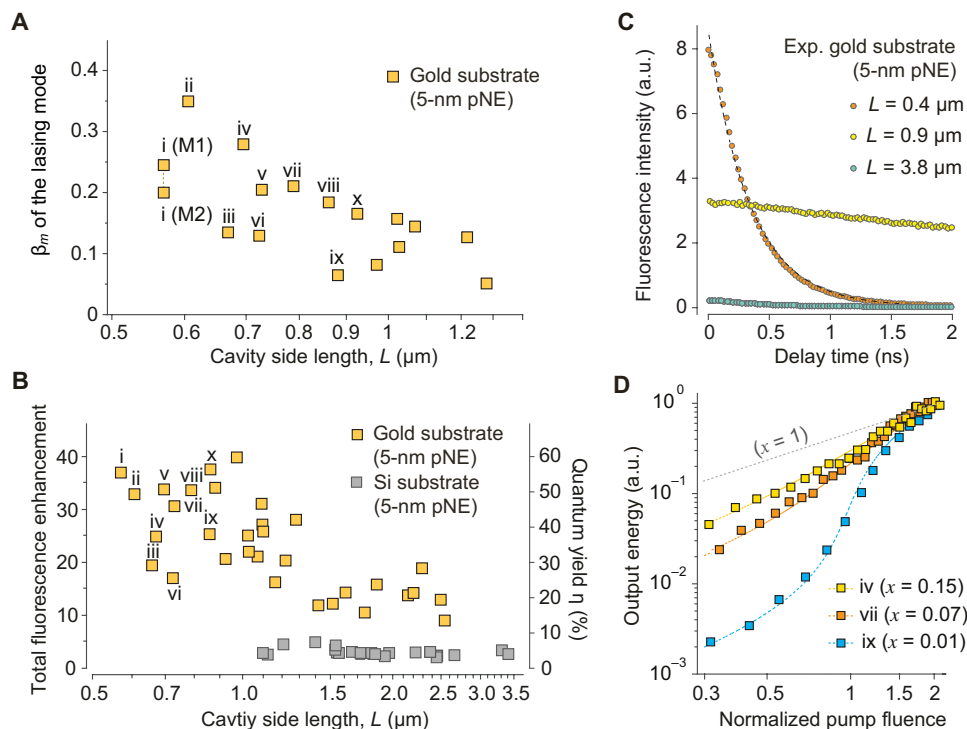 A
β_m of the lasing mode
0.4
0.3
0.2
0.1
0
0.5
0.6
0.7
0.8
0.9
1
1.2
Cavity side length, L (μm)
Gold substrate
(5-nm pNE)
ii
i (M1)
i (M2)
iv
v
vii
viii
x
iii
vi
ix
C
Fluorescence intensity (a.u.)
8
6
4
2
0
0
0.5
1
1.5
2
Delay time (ns)
Exp. gold substrate
(5-nm pNE)
L = 0.4 μm
L = 0.9 μm
L = 3.8 μm
B
Total fluorescence enhancement
40
30
20
10
0
Quantum yield η (%)
60
40
20
0
0.5
0.7
1.0
1.5
2.0
2.5
3.0
3.5
Cavtiy side length, L (μm)
Gold substrate
(5-nm pNE)
Si substrate
(5-nm pNE)
i
ii
v
viii
x
vii
iv
ix
iii
vi
D
Output energy (a.u.)
10⁰
10⁻¹
10⁻²
10⁻³
0.3
0.5
1
1.5
2
Normalized pump fluence
(x = 1)
iv (x = 0.15)
vii (x = 0.07)
ix (x = 0.01)